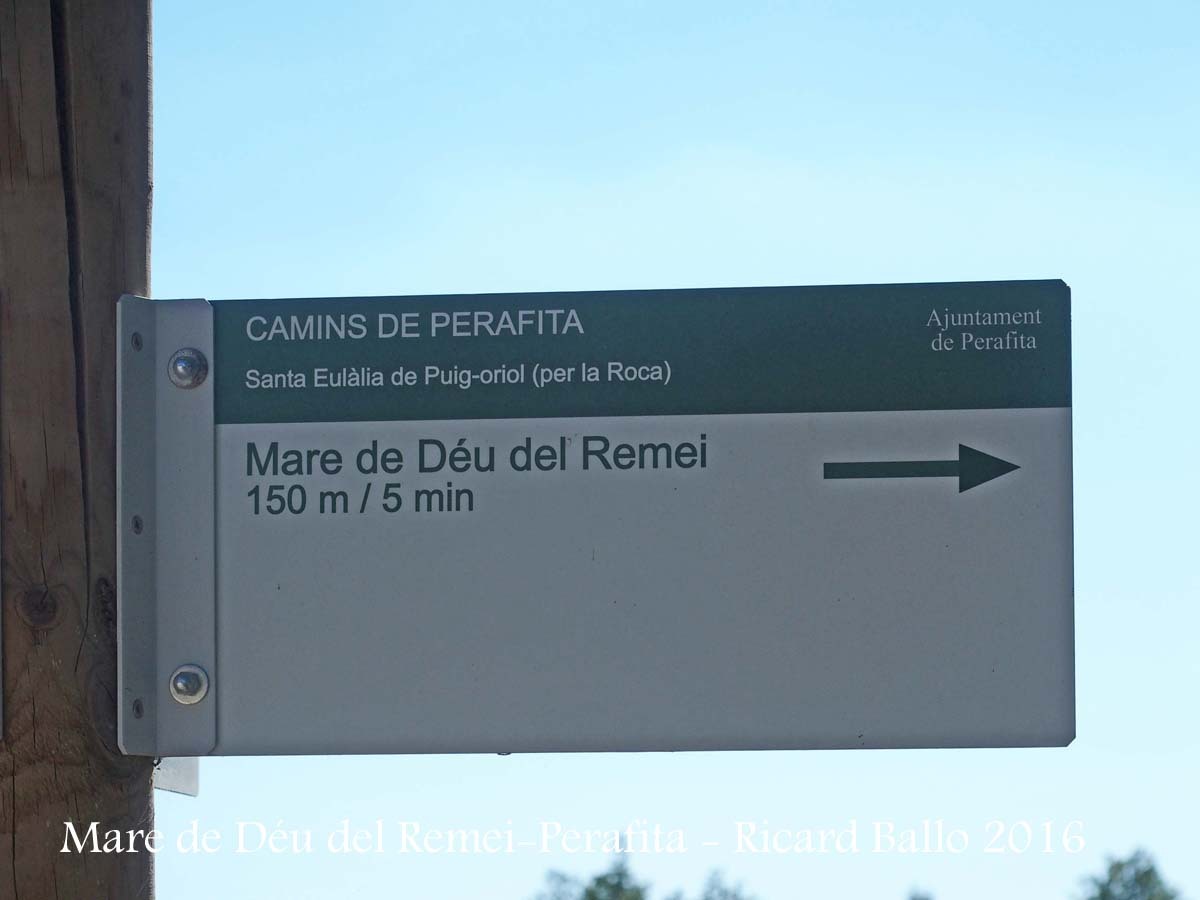 CAMINS DE PERAFITA
Santa Eulàlia de Puig-oriol (per la Roca)
Ajuntament
de Perafita
Mare de Déu del Remei
150 m / 5 min
Mare de Déu del Remei-Perafita - Ricard Ballo 2016